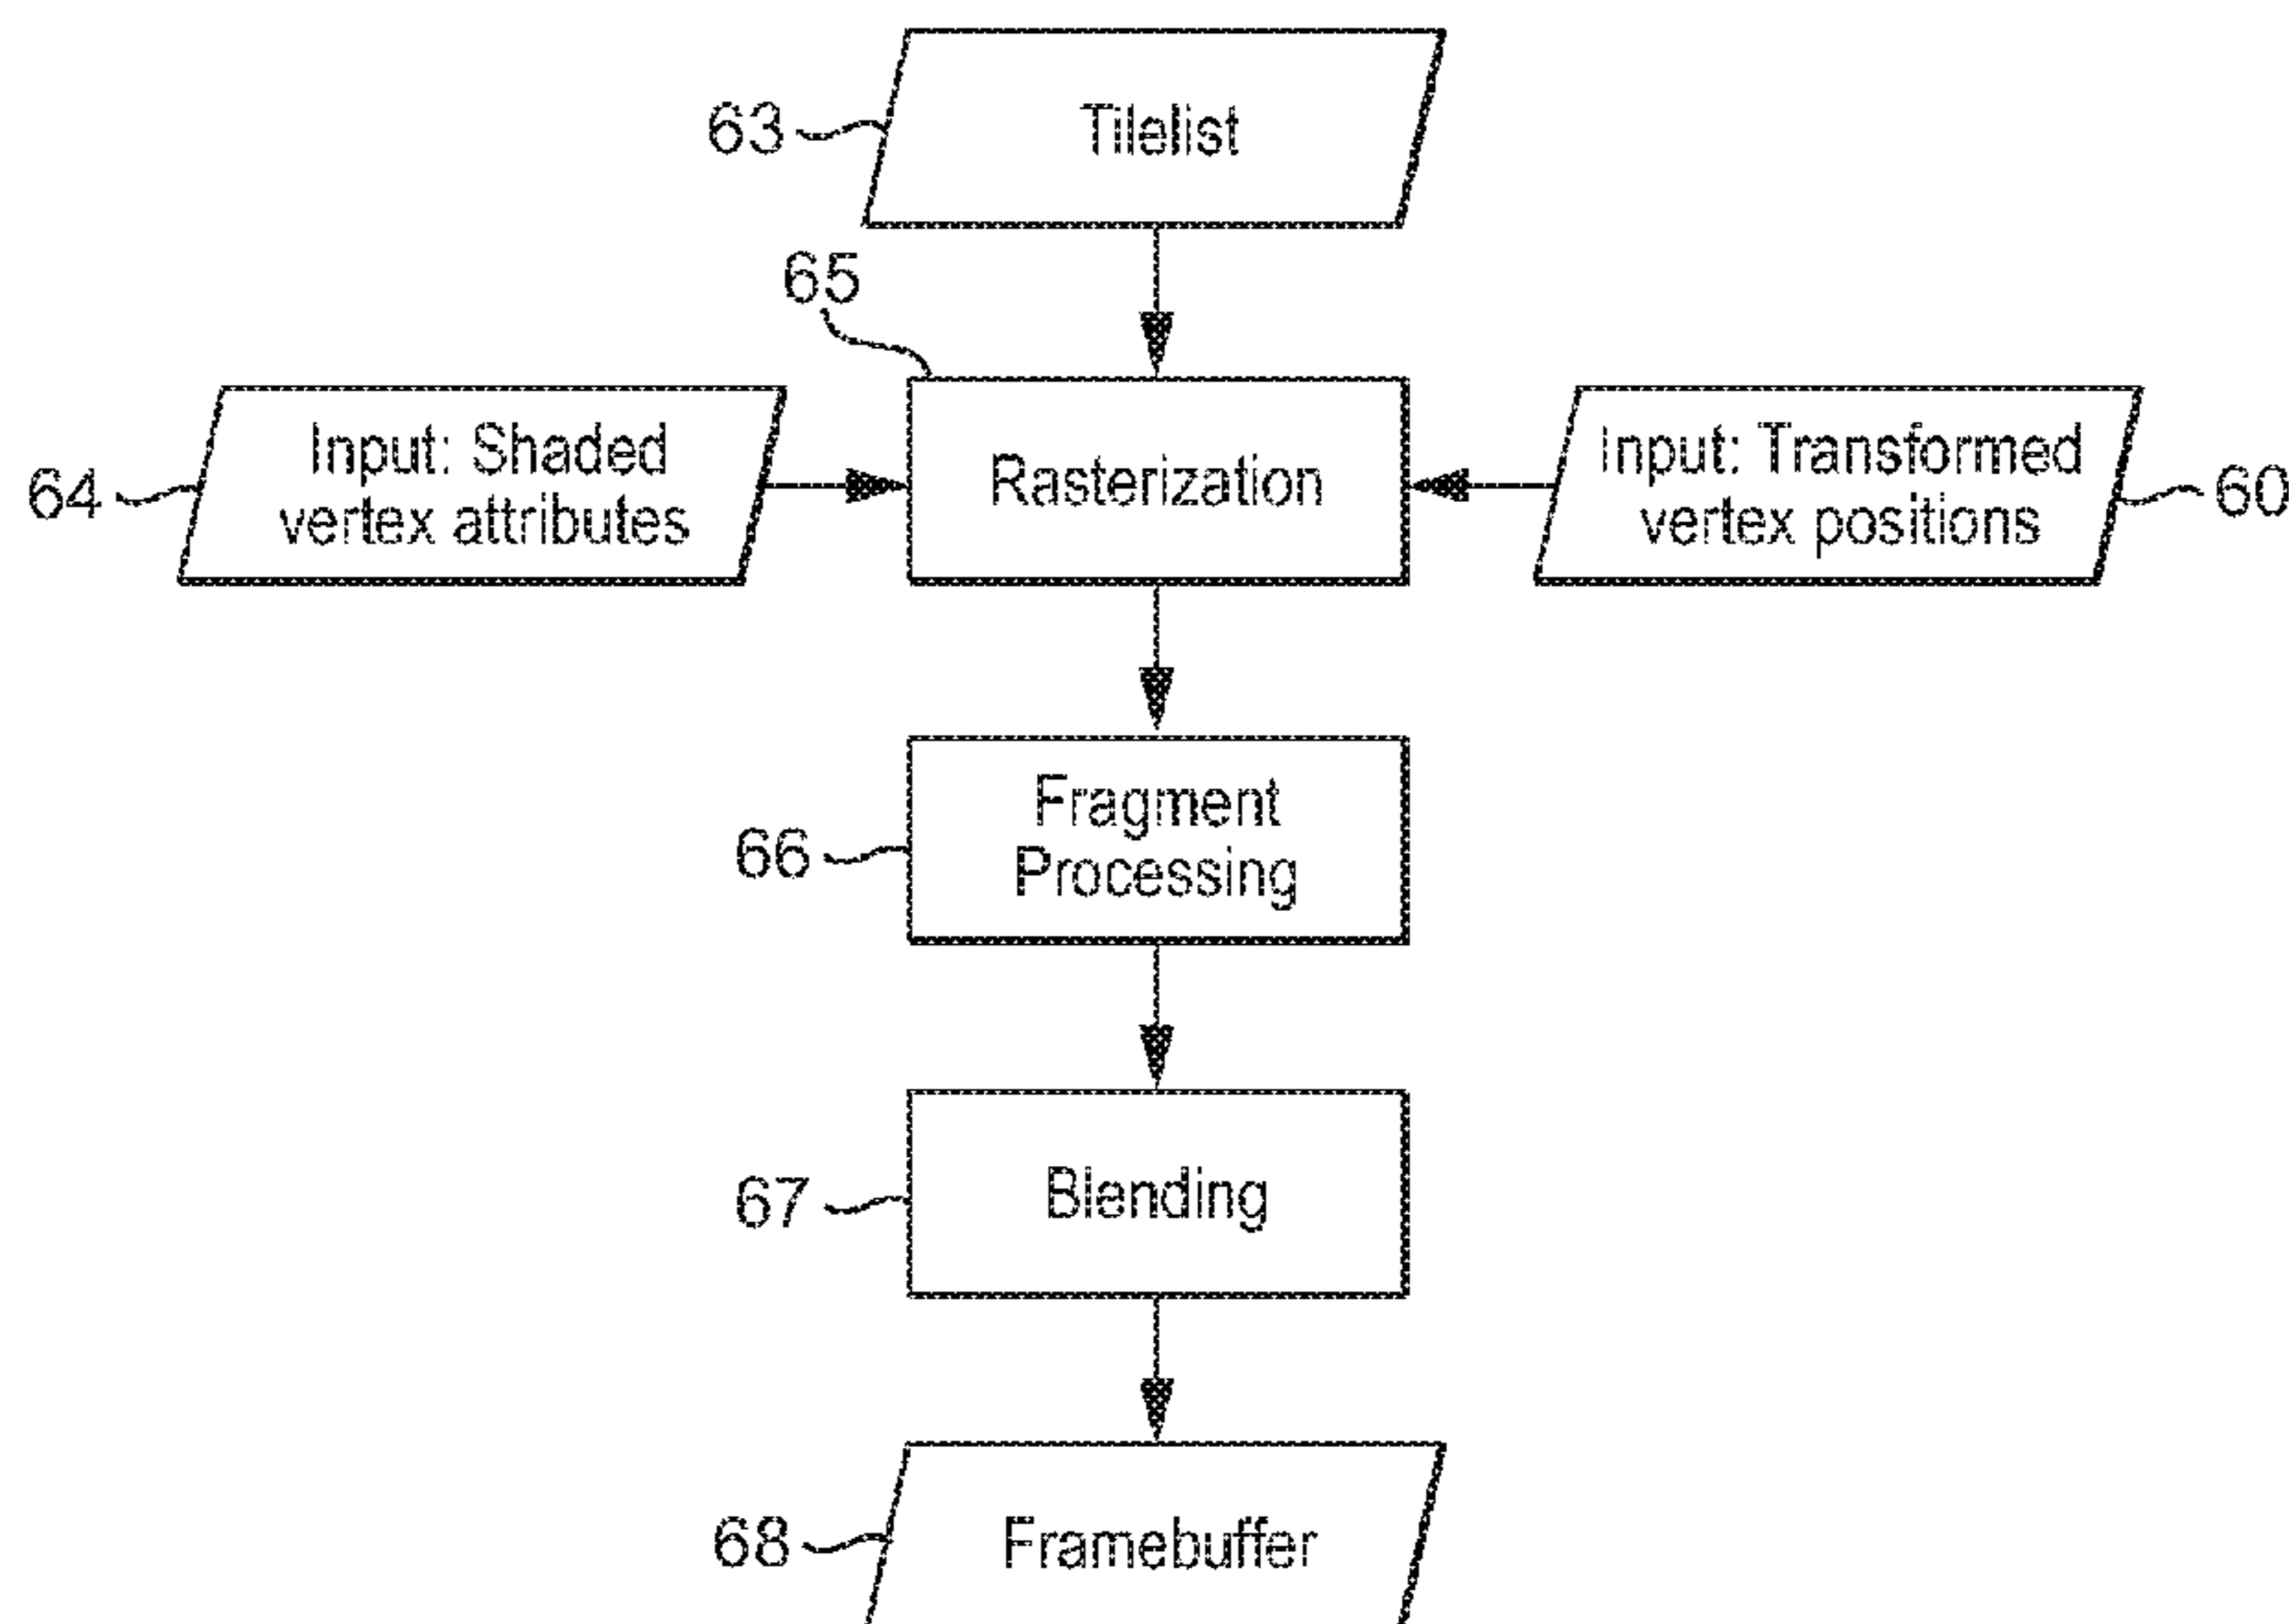 63
Tilelist
65
64
Input: Shaded
vertex attributes
Rasterization
Input: Transformed
vertex positions
60
66
Fragment
Processing
67
Blending
68
Framebuffer